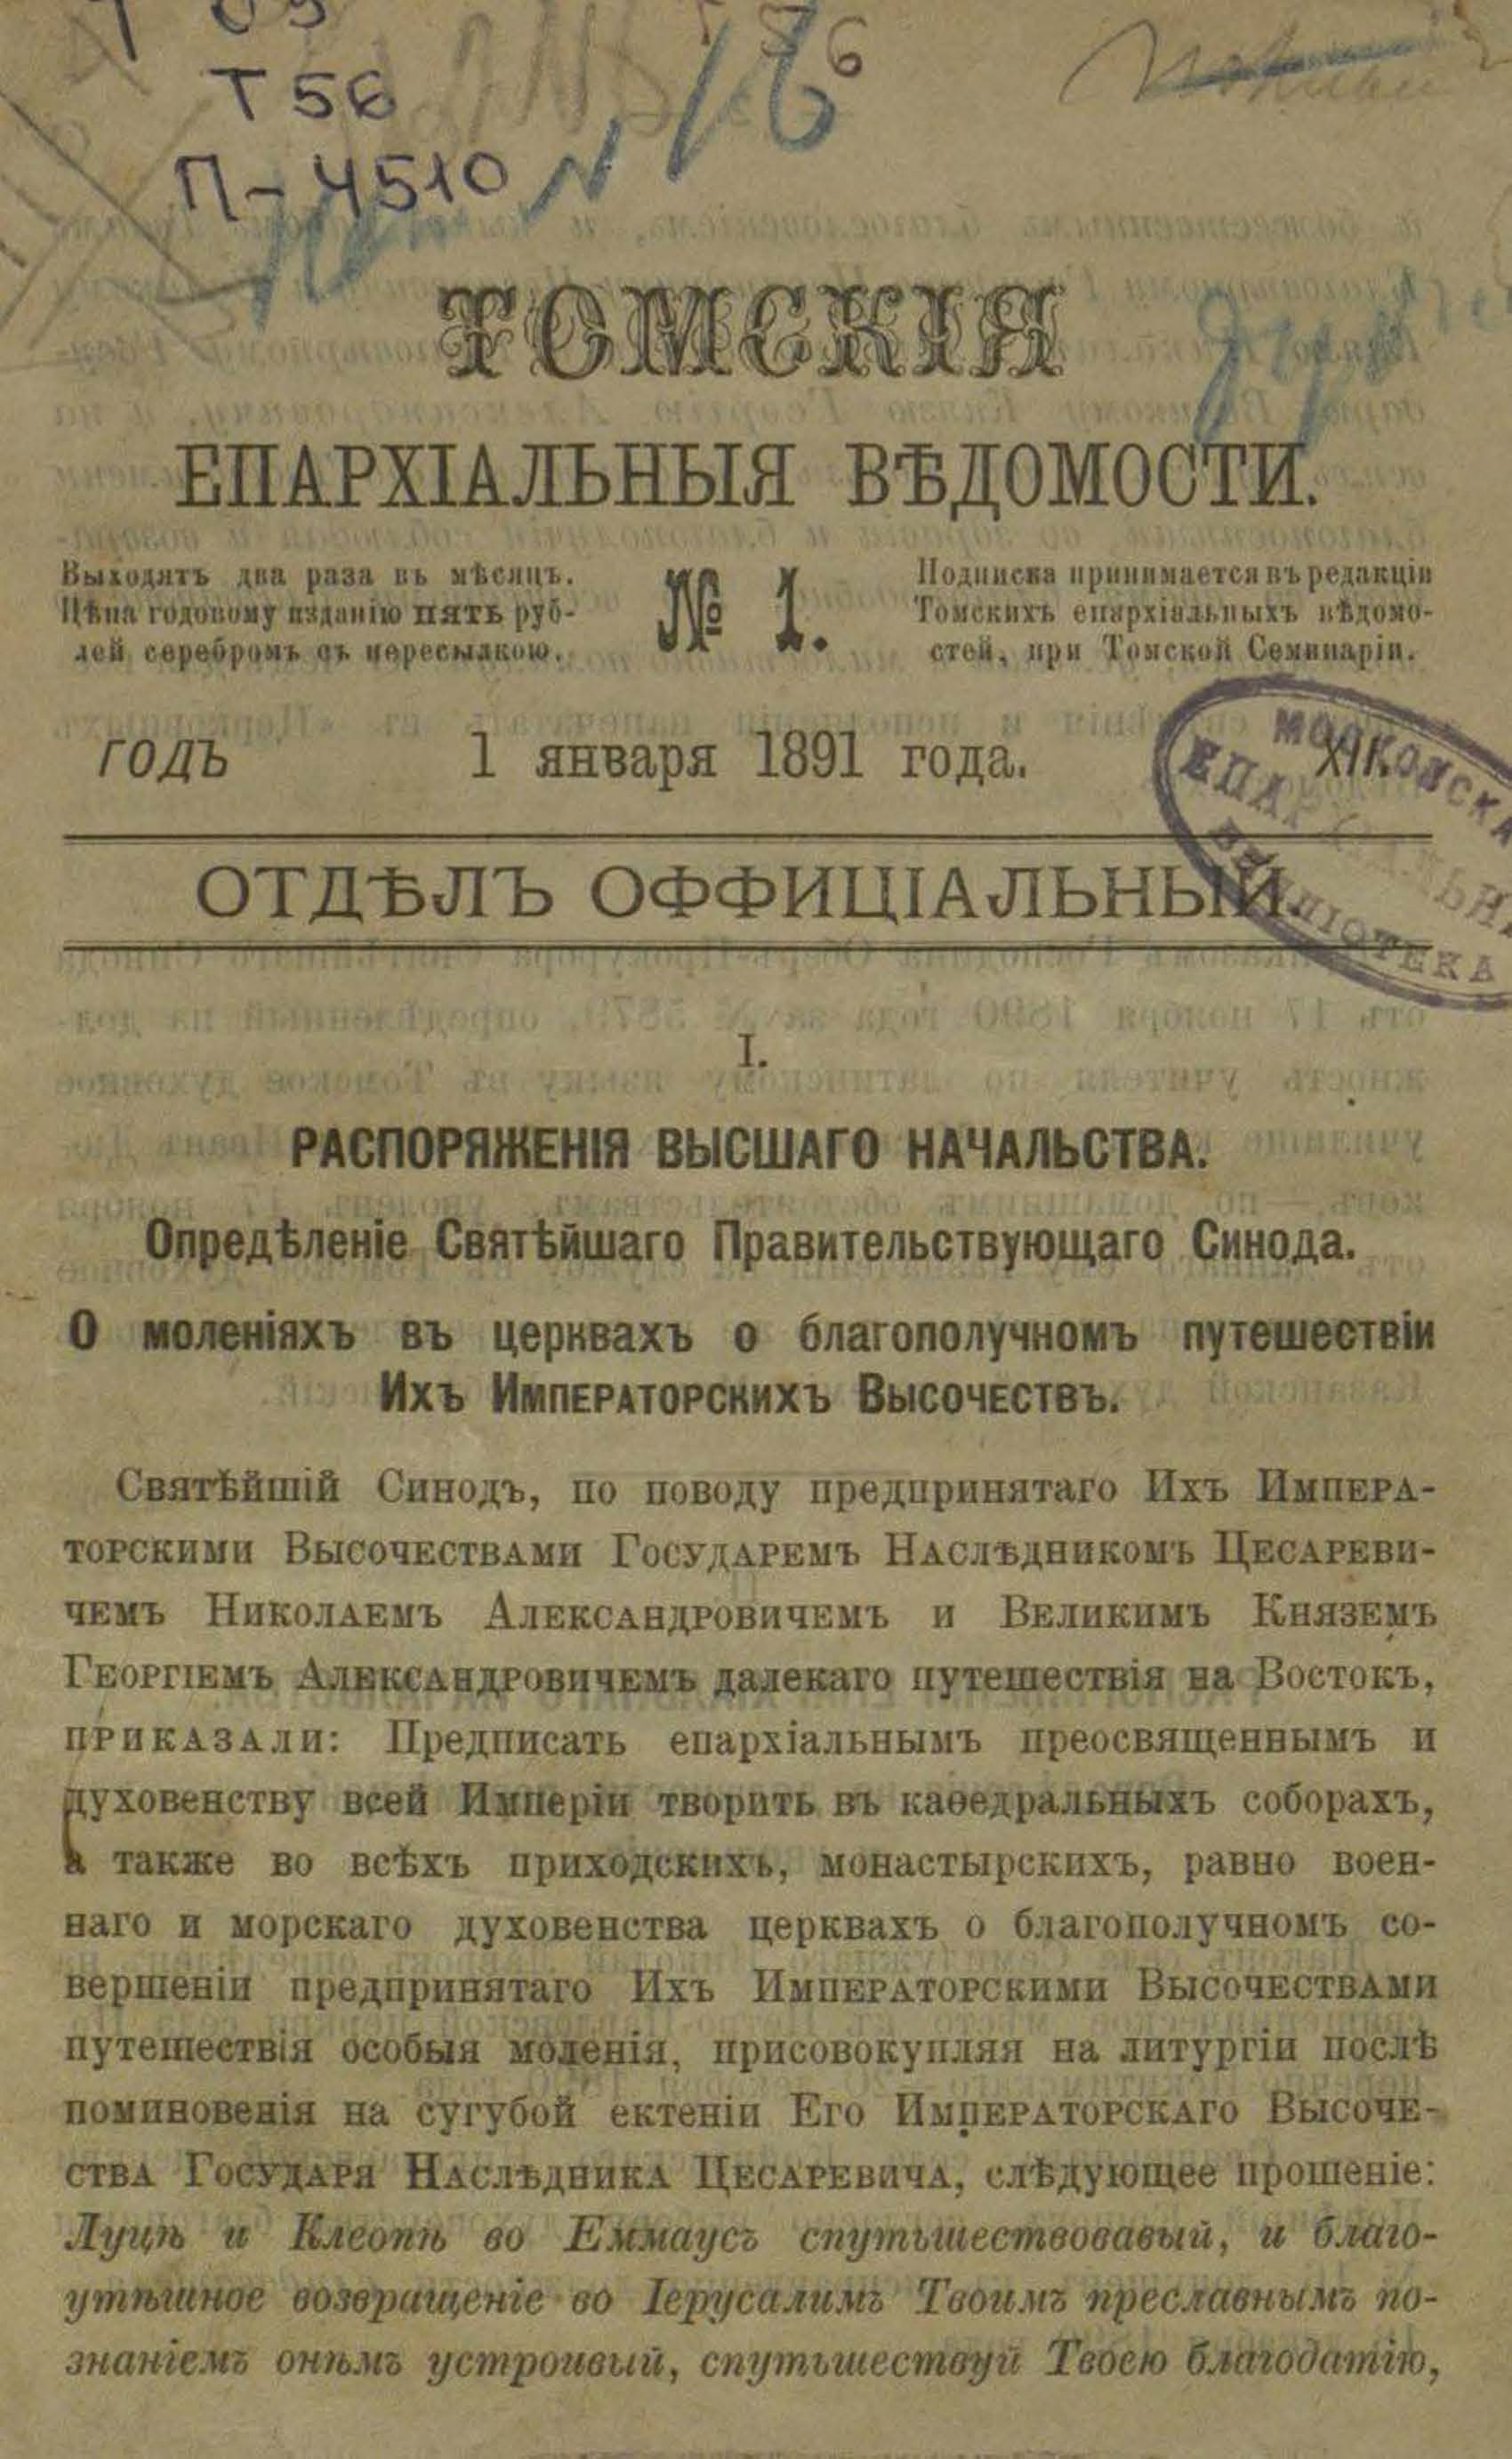 Т 56
П-4510
ТОМСКІЯ
ЕПАРХІАЛЬНЫЯ ВѢДОМОСТИ.
Выходятъ два раза въ мѣсяцъ.
Цѣна годовому изданію пять руб-
лей серебромъ съ пересылкою.
№ 1.
Подписка принимается въ редакціи
Томскихъ епархіальныхъ вѣдомо-
стей, при Томской Семинаріи.
годъ 1 января 1891 года. XII.
МОСКОВСКА
ЕПАРХІАЛЬН
БИБЛІОТЕКА
ОТДѢЛЪ ОФФИЦІАЛЬНЫЙ.
I.
РАСПОРЯЖЕНІЯ ВЫСШАГО НАЧАЛЬСТВА.
Опредѣленіе Святѣйшаго Правительствующаго Синода.
О моленіяхъ въ церквахъ о благополучномъ путешествіи
Ихъ Императорскихъ Высочествъ.
Святѣйшій Синодъ, по поводу предпринятаго Ихъ Импера-
торскими Высочествами Государемъ Наслѣдникомъ Цесареви-
чемъ Николаемъ Александровичемъ и Великимъ Княземъ
Георгіемъ Александровичемъ далекаго путешествія на Востокъ,
приказали: Предписать епархіальнымъ преосвященнымъ и
духовенству всей Имперіи творить въ каѳедральныхъ соборахъ,
а также во всѣхъ приходскихъ, монастырскихъ, равно воен-
наго и морскаго духовенства церквахъ о благополучномъ со-
вершеніи предпринятаго Ихъ Императорскими Высочествами
путешествія особыя моленія, присовокупляя на литургіи послѣ
поминовенія на сугубой ектеніи Его Императорскаго Высоче-
ства Государя Наслѣдника Цесаревича, слѣдующее прошеніе:
Луцѣ и Клеопѣ во Еммаусъ спутьшествовавый, и благо-
утѣшное возвращеніе во Іерусалимъ Твоимъ преславнымъ по-
знаніемъ онѣмъ устроивый, спутьшествуй Твоею благодатію,